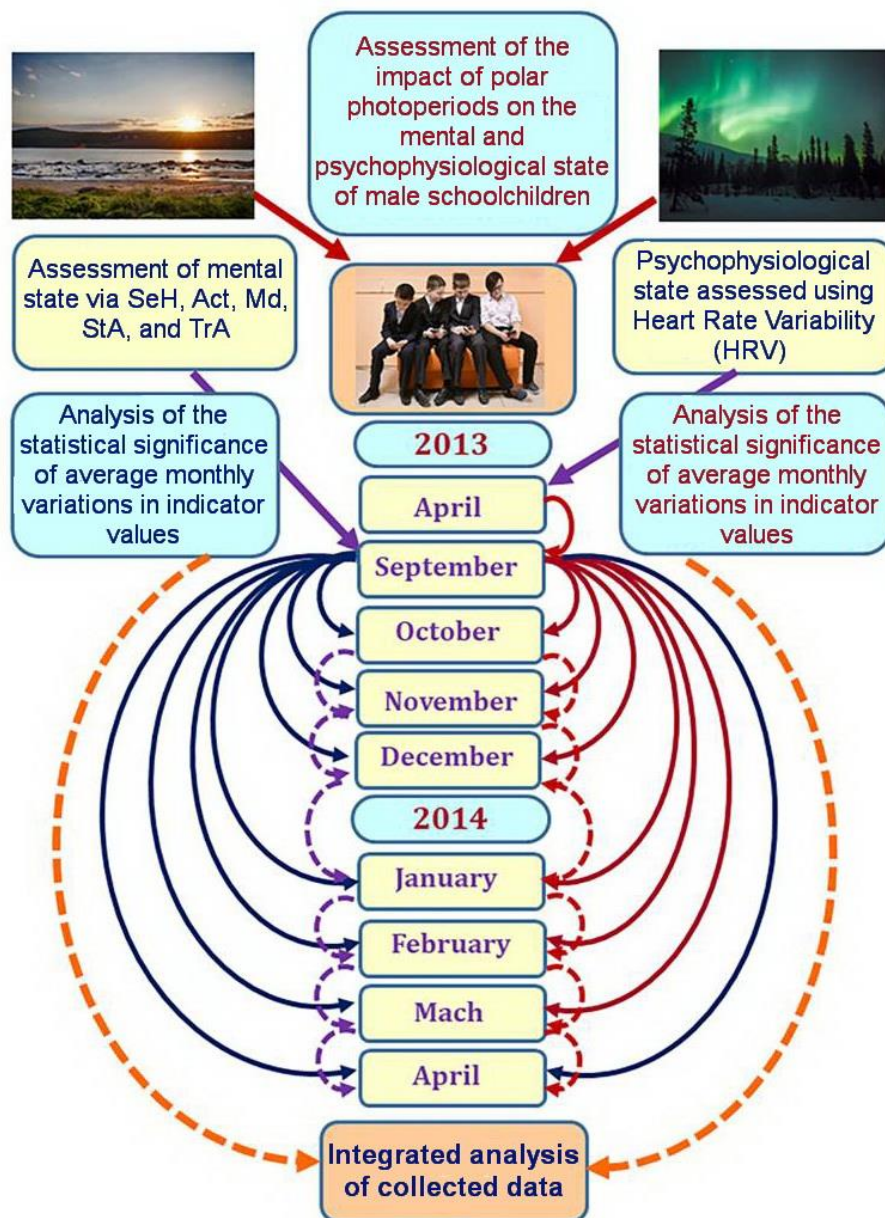 Assessment of the
impact of polar
photoperiods on the
mental and
psychophysiological state
of male schoolchildren
Assessment of mental
state via SeH, Act, Md,
StA, and TrA
Psychophysiological
state assessed using
Heart Rate Variability
(HRV)
Analysis of the
statistical significance
of average monthly
variations in indicator
values
Analysis of the
statistical significance
of average monthly
variations in indicator
values
2013
April
September
October
November
December
2014
January
February
Mach
April
Integrated analysis
of collected data